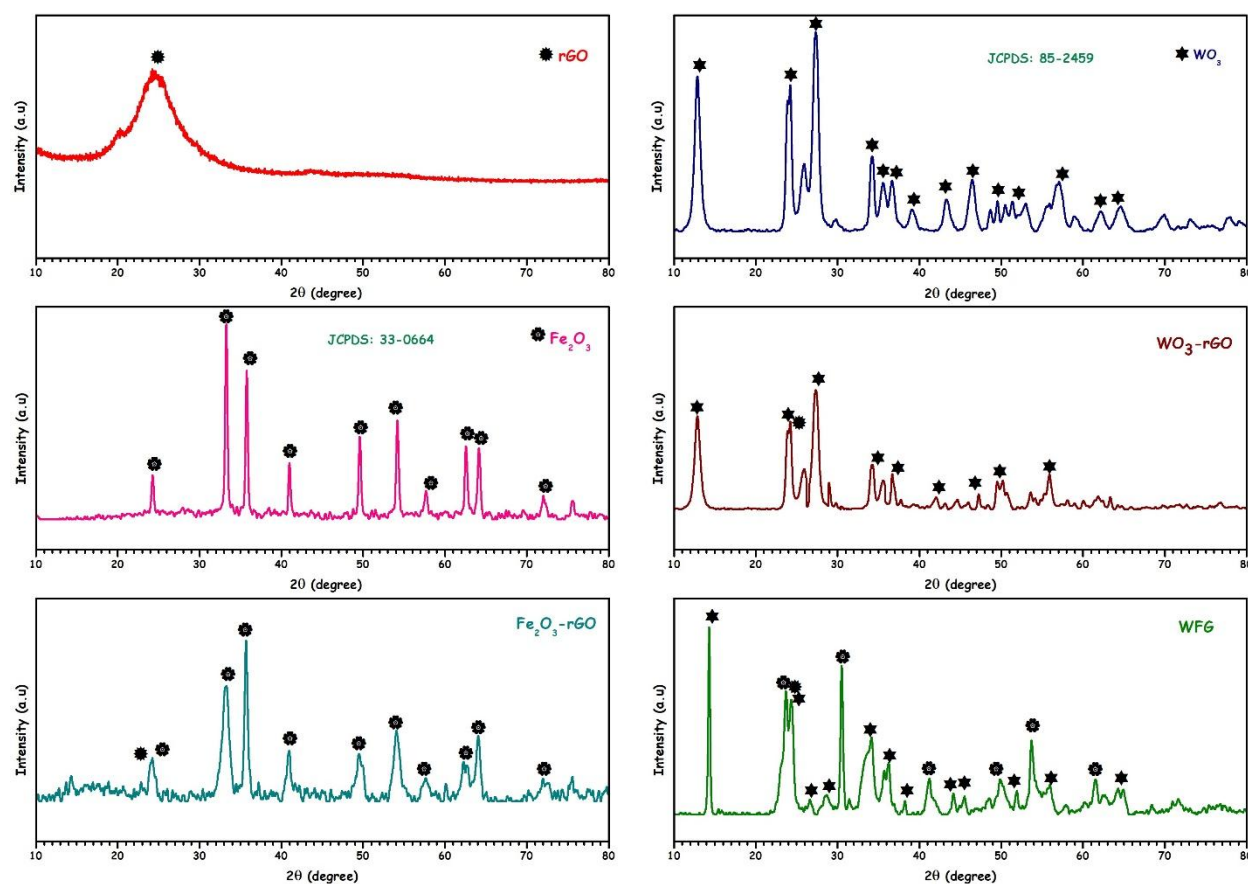 rGO
Intensity (a.u)
10 20 30 40 50 60 70 80
2θ (degree)
JCPDS: 85-2459
WO3
Intensity (a.u)
10 20 30 40 50 60 70 80
2θ (degree)
JCPDS: 33-0664
Fe2O3
Intensity (a.u)
10 20 30 40 50 60 70 80
2θ (degree)
WO3-rGO
Intensity (a.u)
10 20 30 40 50 60 70 80
2θ (degree)
Fe2O3-rGO
Intensity (a.u)
10 20 30 40 50 60 70 80
2θ (degree)
WFG
Intensity (a.u)
10 20 30 40 50 60 70 80
2θ (degree)